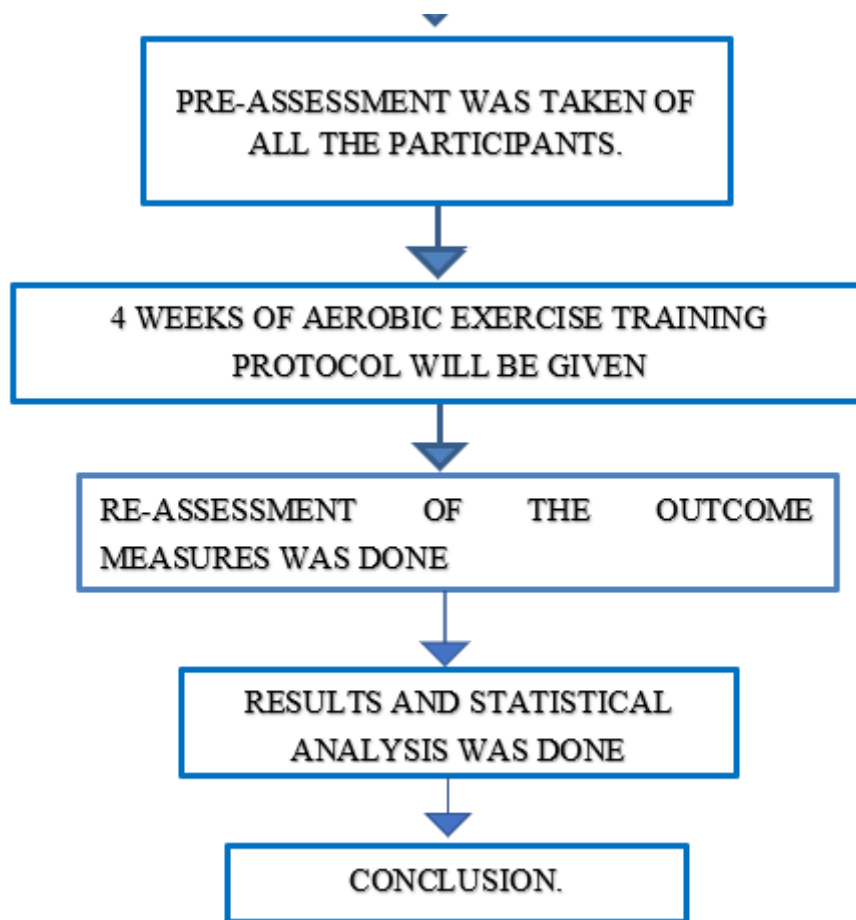 PRE-ASSESSMENT WAS TAKEN OF
ALL THE PARTICIPANTS.
4 WEEKS OF AEROBIC EXERCISE TRAINING
PROTOCOL WILL BE GIVEN
RE-ASSESSMENT OF THE OUTCOME
MEASURES WAS DONE
RESULTS AND STATISTICAL
ANALYSIS WAS DONE
CONCLUSION.